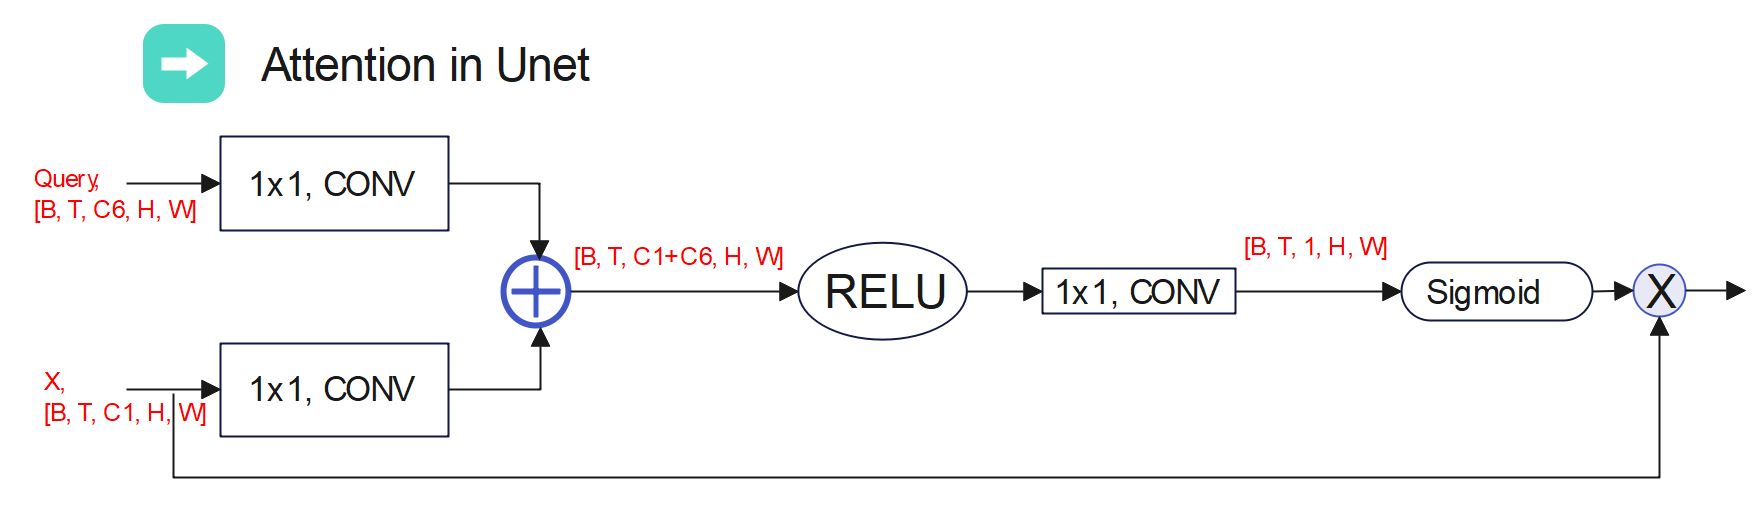 Attention in Unet
Query,
[B, T, C6, H, W]
1x1, CONV
[B, T, C1+C6, H, W]
RELU
1x1, CONV
[B, T, 1, H, W]
Sigmoid
X
X,
[B, T, C1, H, W]
1x1, CONV